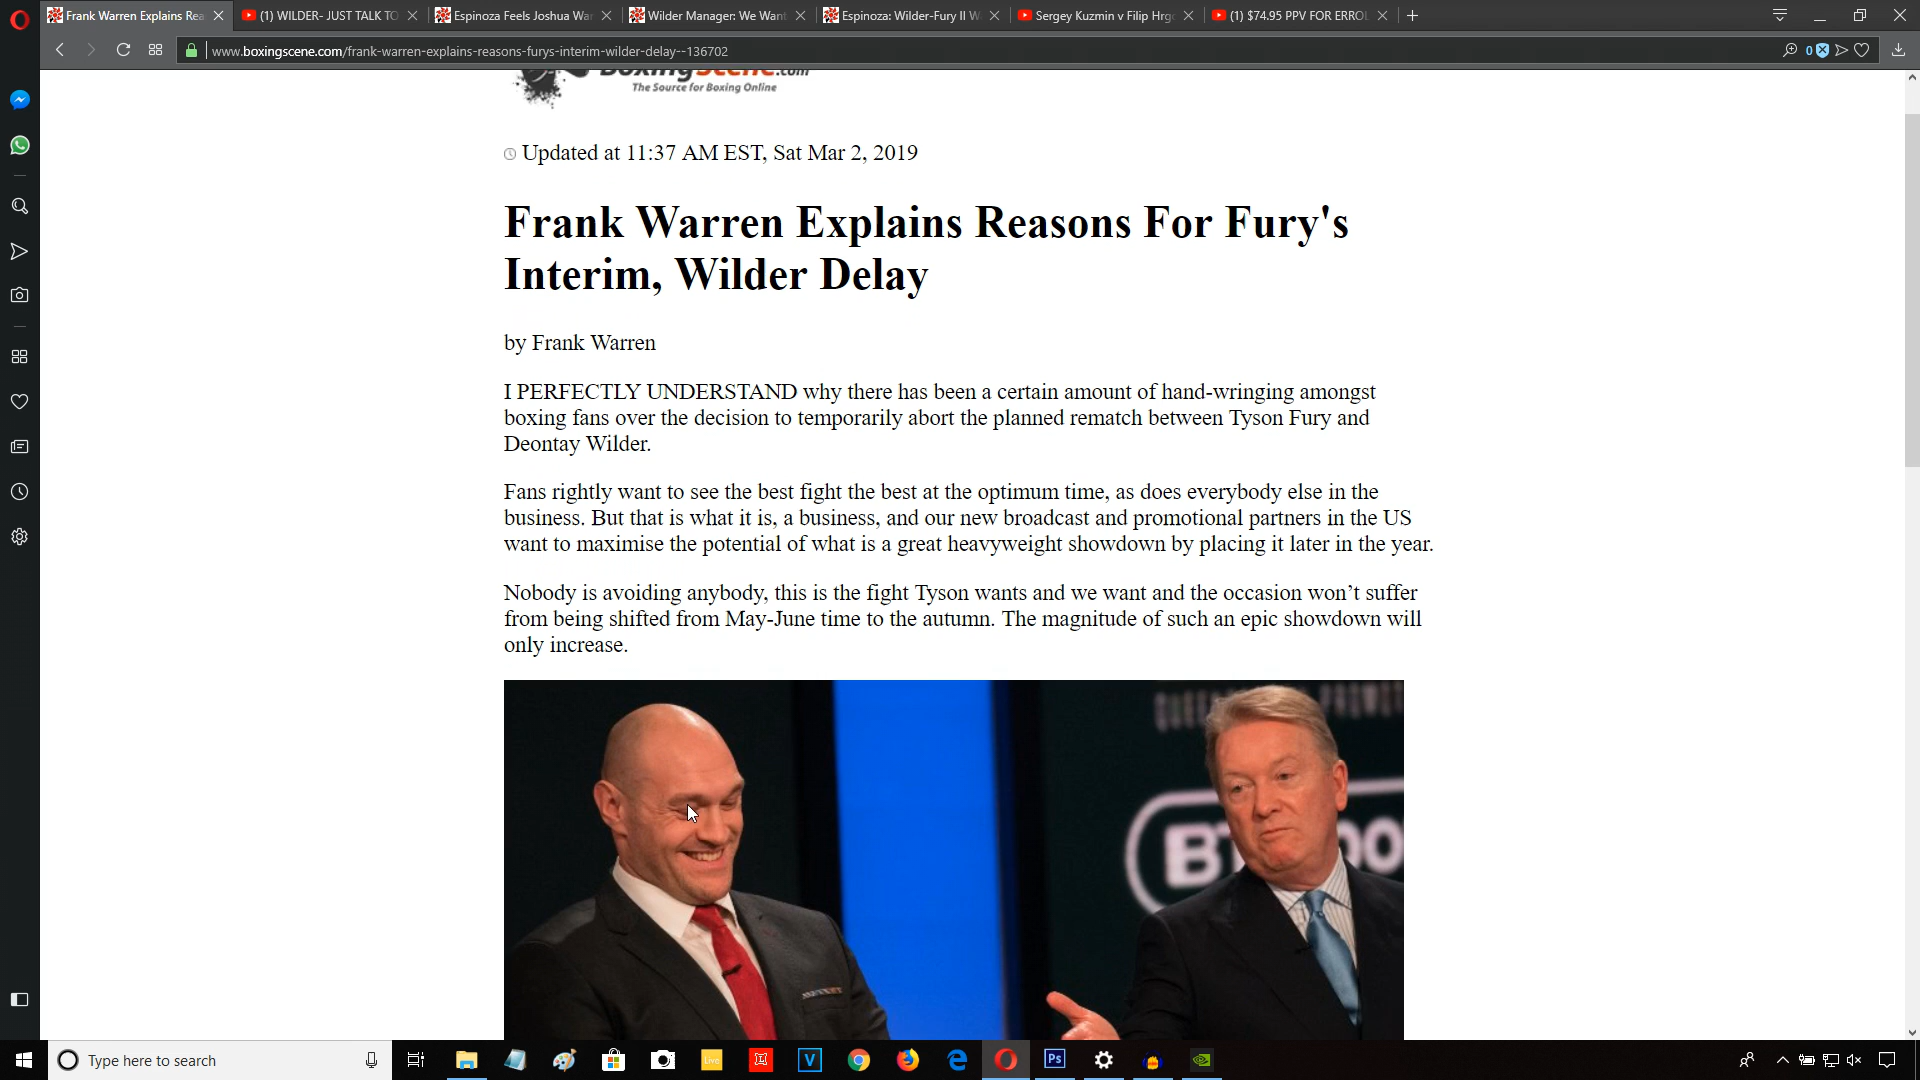 Frank Warren Explains Rea
(1) WILDER- JUST TALK TO
Espinoza Feels Joshua War
Wilder Manager: We Want
Espinoza: Wilder-Fury II W
Sergey Kuzmin v Filip Hrgo
(1) $74.95 PPV FOR ERROL
www.boxingscene.com/frank-warren-explains-reasons-furys-interim-wilder-delay--136702
0
BoxingScene.com
The Source for Boxing Online
Updated at 11:37 AM EST, Sat Mar 2, 2019
Frank Warren Explains Reasons For Fury's
Interim, Wilder Delay
by Frank Warren
I PERFECTLY UNDERSTAND why there has been a certain amount of hand-wringing amongst
boxing fans over the decision to temporarily abort the planned rematch between Tyson Fury and
Deontay Wilder.
Fans rightly want to see the best fight the best at the optimum time, as does everybody else in the
business. But that is what it is, a business, and our new broadcast and promotional partners in the US
want to maximise the potential of what is a great heavyweight showdown by placing it later in the year.
Nobody is avoiding anybody, this is the fight Tyson wants and we want and the occasion won’t suffer
from being shifted from May-June time to the autumn. The magnitude of such an epic showdown will
only increase.
BT
Type here to search
Live
V
Ps